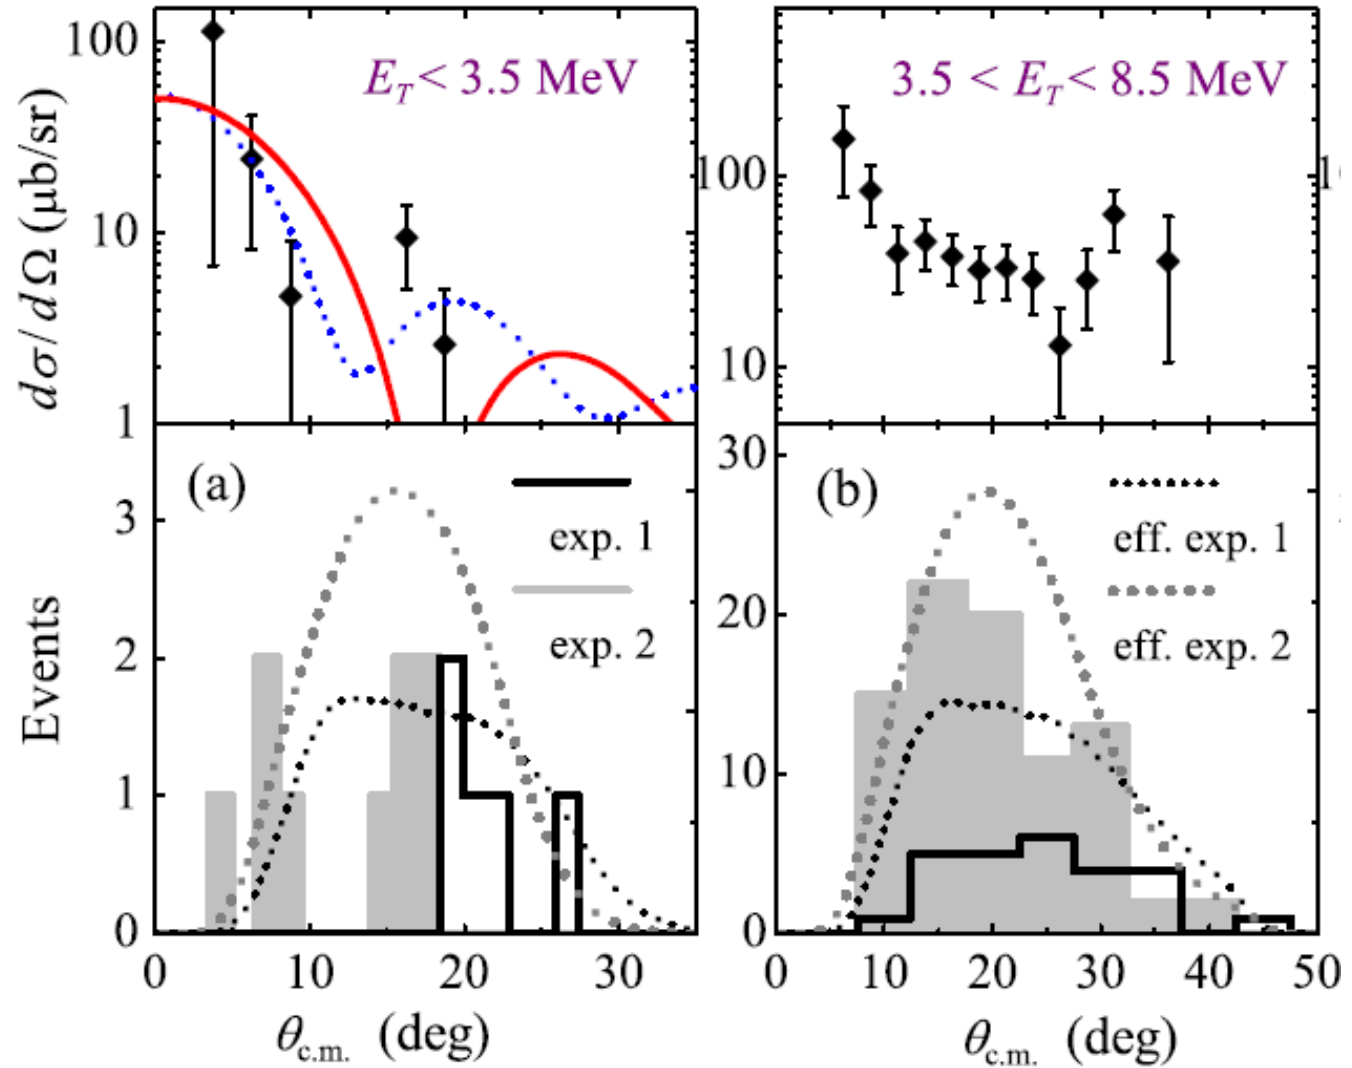 E_T < 3.5 MeV
3.5 < E_T < 8.5 MeV
dσ/dΩ (μb/sr)
100
10
1
100
10
(a)
exp. 1
exp. 2
(b)
eff. exp. 1
eff. exp. 2
Events
3
2
1
0
30
20
10
0
0 10 20 30
0 10 20 30 40 50
θc.m. (deg)
θc.m. (deg)